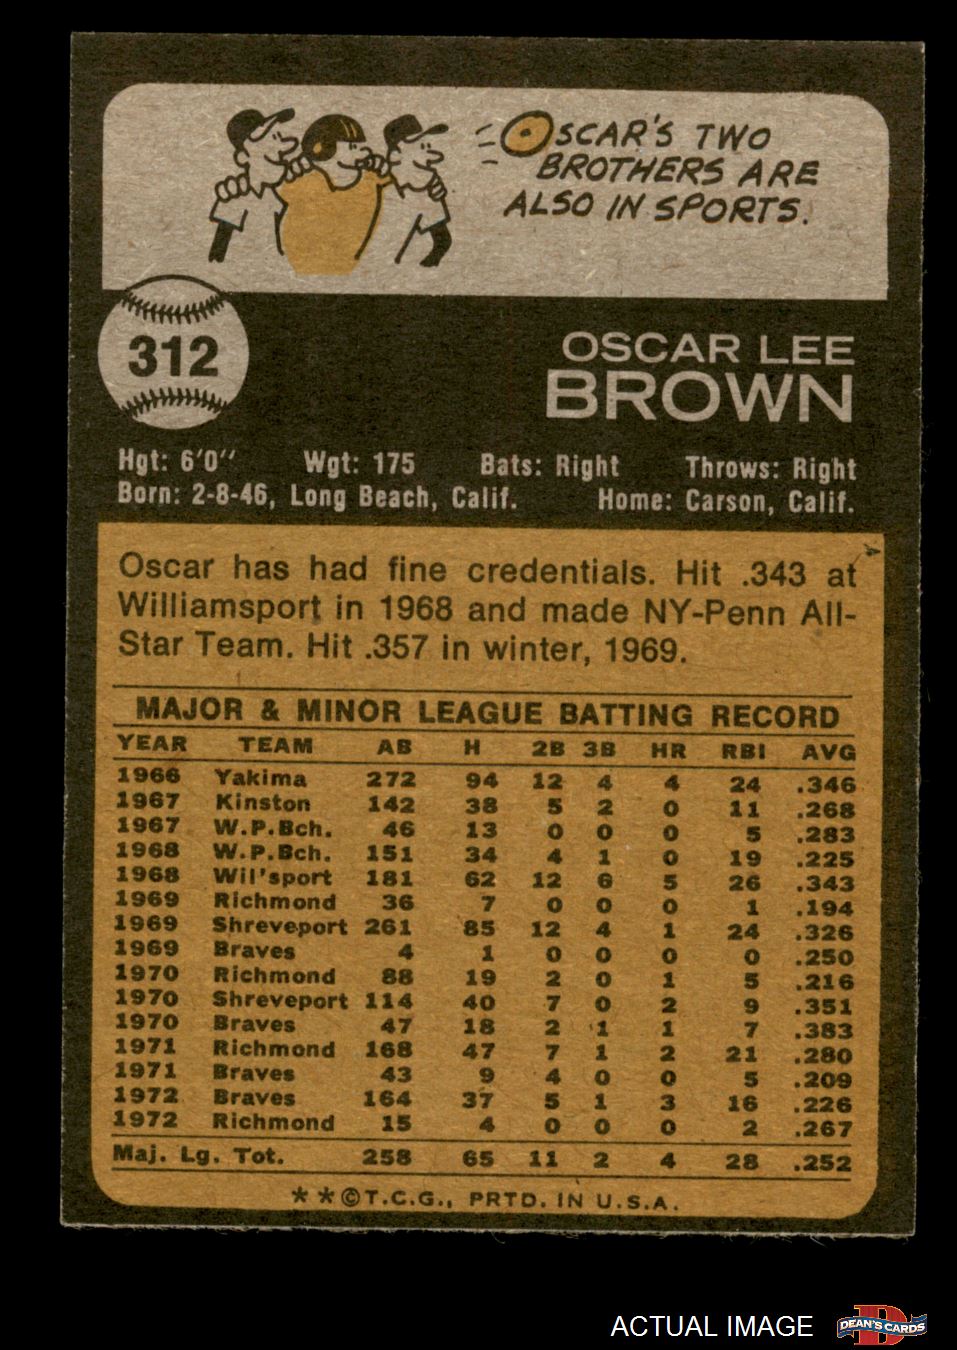 OSCAR'S TWO
BROTHERS ARE
ALSO IN SPORTS.
312
OSCAR LEE
BROWN
Hgt: 6'0" Wgt: 175 Bats: Right Throws: Right
Born: 2-8-46, Long Beach, Calif. Home: Carson, Calif.
Oscar has had fine credentials. Hit .343 at
Williamsport in 1968 and made NY-Penn All-
Star Team. Hit .357 in winter, 1969.
MAJOR & MINOR LEAGUE BATTING RECORD
YEAR TEAM AB H 2B 3B HR RBI AVG
1966 Yakima 272 94 12 4 4 24 .346
1967 Kinston 142 38 5 2 0 11 .268
1967 W.P.Bch. 46 13 0 0 0 5 .283
1968 W.P.Bch. 151 34 4 1 0 19 .225
1968 Wil'sport 181 62 12 6 5 26 .343
1969 Richmond 36 7 0 0 0 1 .194
1969 Shreveport 261 85 12 4 1 24 .326
1969 Braves 4 1 0 0 0 0 .250
1970 Richmond 88 19 2 0 1 5 .216
1970 Shreveport 114 40 7 0 2 9 .351
1970 Braves 47 18 2 1 1 7 .383
1971 Richmond 168 47 7 1 2 21 .280
1971 Braves 43 9 4 0 0 5 .209
1972 Braves 164 37 5 1 3 16 .226
1972 Richmond 15 4 0 0 0 2 .267
Maj. Lg. Tot. 258 65 11 2 4 28 .252
**©T.C.G., PRTD. IN U.S.A.
ACTUAL IMAGE
D
DEAN'S CARDS